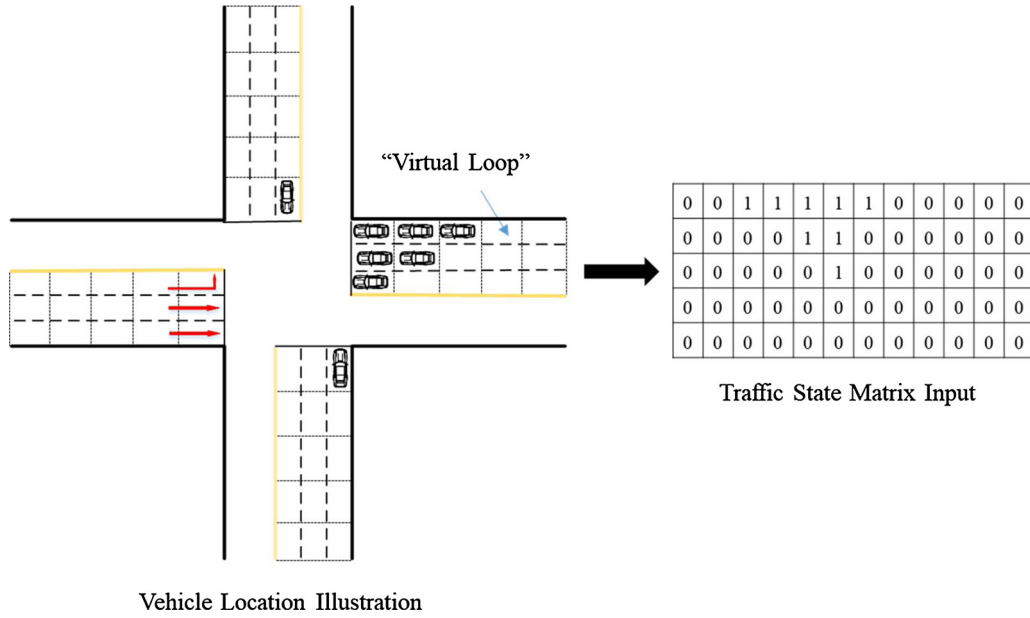 “Virtual Loop”
0 0 1 1 1 1 1 0 0 0 0 0
0 0 0 0 1 1 0 0 0 0 0 0
0 0 0 0 0 1 0 0 0 0 0 0
0 0 0 0 0 0 0 0 0 0 0 0
0 0 0 0 0 0 0 0 0 0 0 0
Traffic State Matrix Input
Vehicle Location Illustration